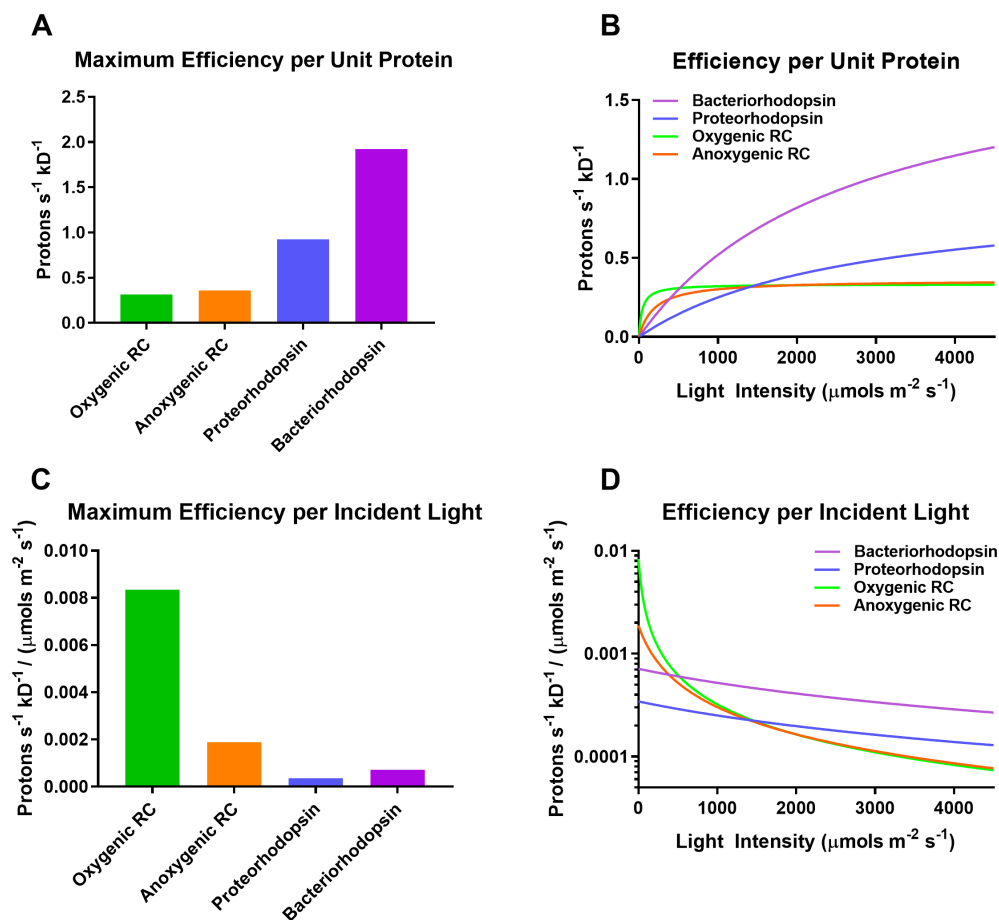 A
Maximum Efficiency per Unit Protein
Protons s⁻¹ kD⁻¹
2.5
2.0
1.5
1.0
0.5
0.0
Oxygenic RC
Anoxygenic RC
Proteorhodopsin
Bacteriorhodopsin
B
Efficiency per Unit Protein
Bacteriorhodopsin
Proteorhodopsin
Oxygenic RC
Anoxygenic RC
Protons s⁻¹ kD⁻¹
1.5
1.0
0.5
0.0
0 1000 2000 3000 4000
Light Intensity (μmols m⁻² s⁻¹)
C
Maximum Efficiency per Incident Light
Protons s⁻¹ kD⁻¹ / (μmols m⁻² s⁻¹)
0.010
0.008
0.006
0.004
0.002
0.000
Oxygenic RC
Anoxygenic RC
Proteorhodopsin
Bacteriorhodopsin
D
Efficiency per Incident Light
Bacteriorhodopsin
Proteorhodopsin
Oxygenic RC
Anoxygenic RC
Protons s⁻¹ kD⁻¹ / (μmols m⁻² s⁻¹)
0.01
0.001
0.0001
0 1000 2000 3000 4000
Light Intensity (μmols m⁻² s⁻¹)